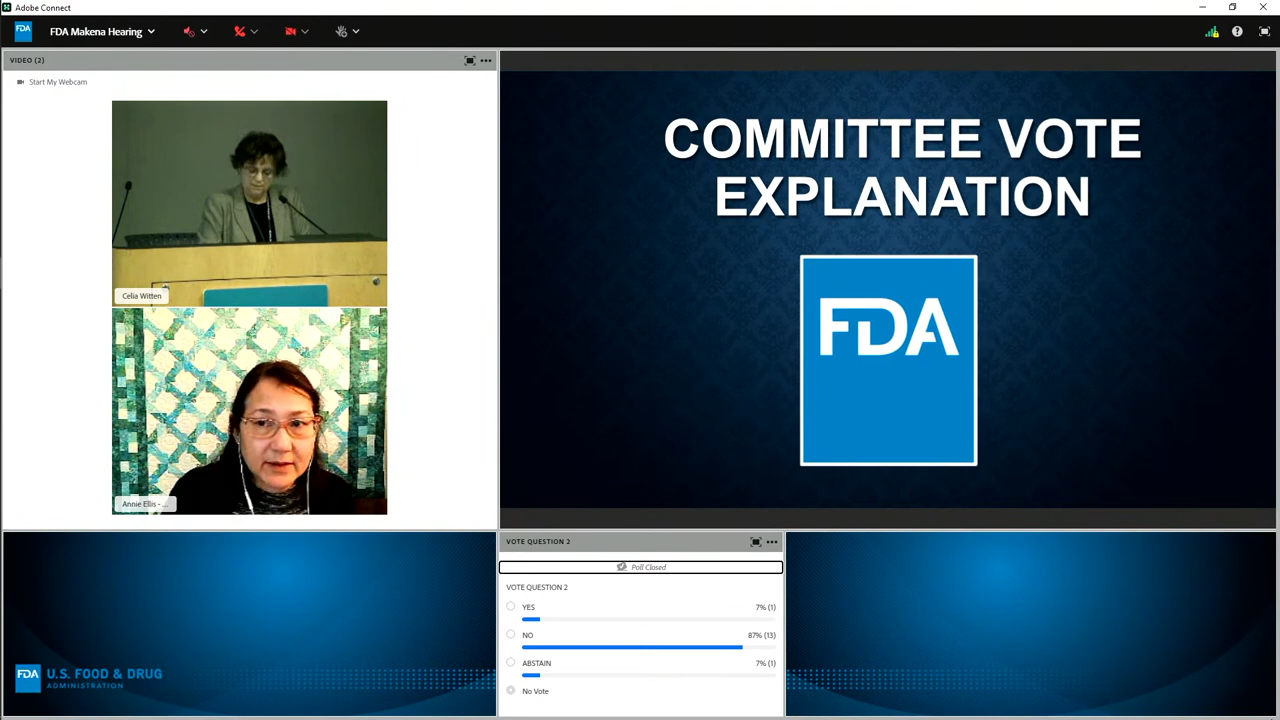 Adobe Connect
FDA
FDA Makena Hearing
VIDEO (2)
Start My Webcam
Celia Witten
Annie Ellis - ...
COMMITTEE VOTE
EXPLANATION
FDA
VOTE QUESTION 2
Poll Closed
VOTE QUESTION 2
YES 7% (1)
NO 87% (13)
ABSTAIN 7% (1)
No Vote
FDA U.S. FOOD & DRUG
ADMINISTRATION